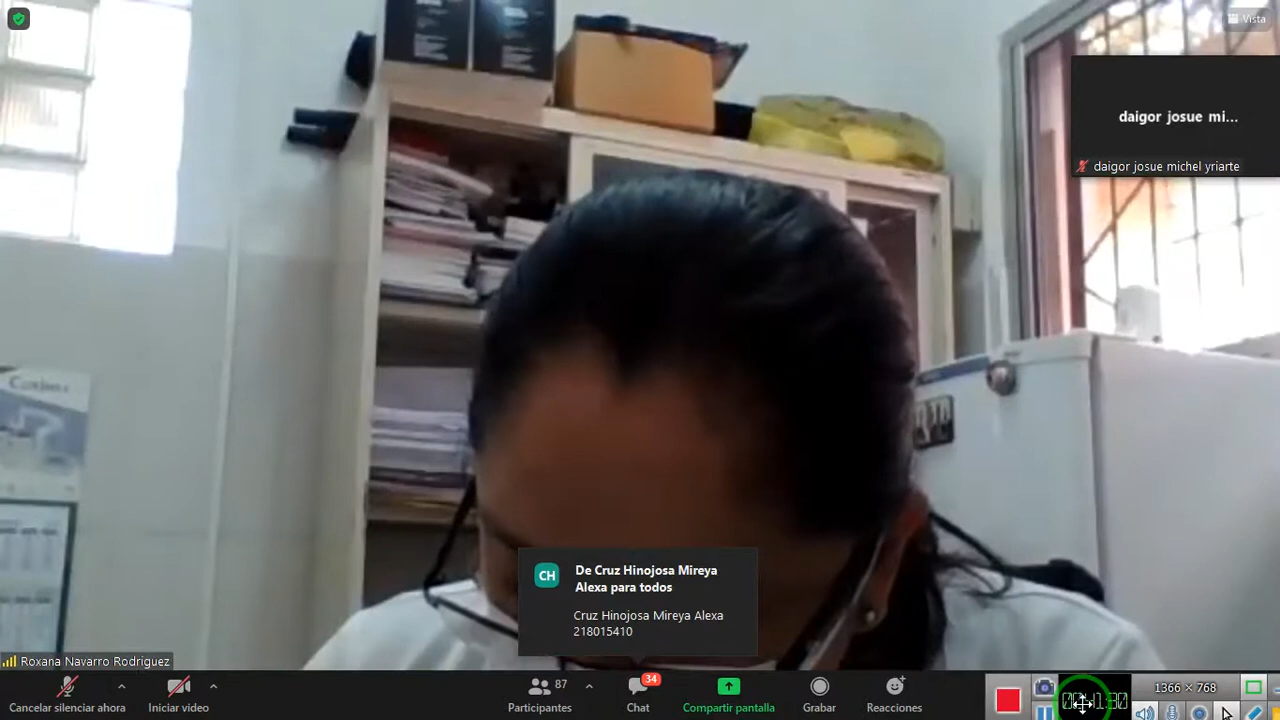 Vista
daigor josue mi...
daigor josue michel yriarte
De Cruz Hinojosa Mireya
Alexa para todos
CH
Cruz Hinojosa Mireya Alexa
218015410
Roxana Navarro Rodriguez
Cancelar silenciar ahora
Iniciar video
87
Participantes
34
Chat
Compartir pantalla
Grabar
Reacciones
1366 × 768